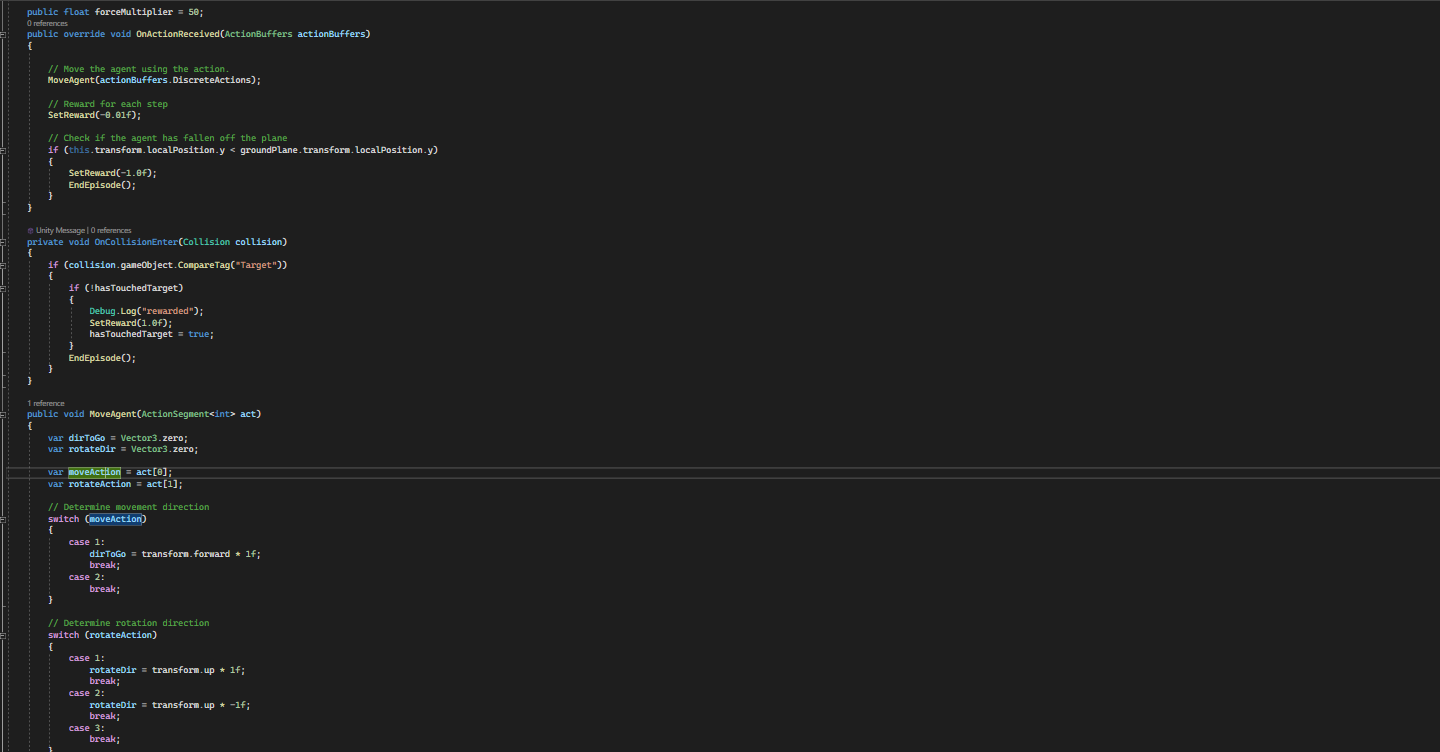 public float forceMultiplier = 50;
0 references
public override void OnActionReceived(ActionBuffers actionBuffers)
{
// Move the agent using the action.
MoveAgent(actionBuffers.DiscreteActions);
// Reward for each step
SetReward(-0.01f);
// Check if the agent has fallen off the plane
if (this.transform.localPosition.y < groundPlane.transform.localPosition.y)
{
SetReward(-1.0f);
EndEpisode();
}
}
Unity Message | 0 references
private void OnCollisionEnter(Collision collision)
{
if (collision.gameObject.CompareTag("Target"))
{
if (!hasTouchedTarget)
{
Debug.Log("rewarded");
SetReward(1.0f);
hasTouchedTarget = true;
}
EndEpisode();
}
}
1 reference
public void MoveAgent(ActionSegment<int> act)
{
var dirToGo = Vector3.zero;
var rotateDir = Vector3.zero;
var moveAction = act[0];
var rotateAction = act[1];
// Determine movement direction
switch (moveAction)
{
case 1:
dirToGo = transform.forward * 1f;
break;
case 2:
break;
}
// Determine rotation direction
switch (rotateAction)
{
case 1:
rotateDir = transform.up * 1f;
break;
case 2:
rotateDir = transform.up * -1f;
break;
case 3:
break;
}